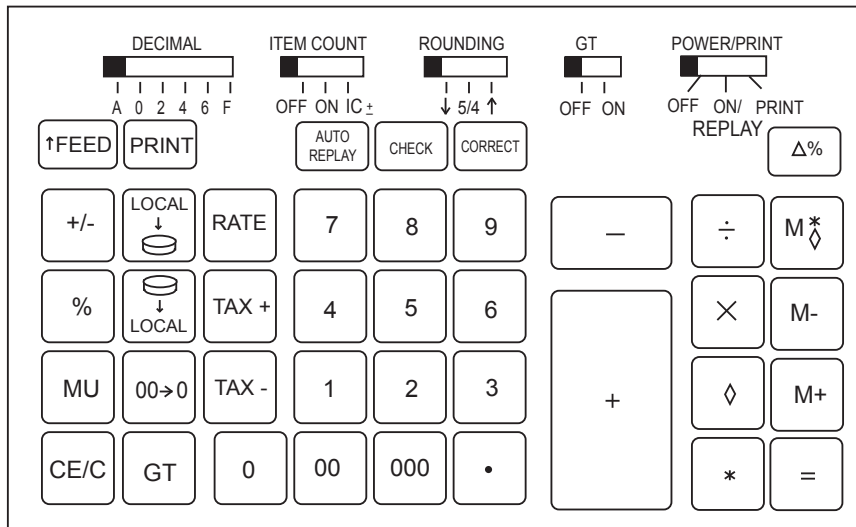 DECIMAL ITEM COUNT ROUNDING GT POWER/PRINT
A 0 2 4 6 F OFF ON IC ± ↓ 5/4 ↑ OFF ON OFF ON/ PRINT
REPLAY
↑FEED PRINT AUTO REPLAY CHECK CORRECT Δ%
+/- LOCAL ↓ RATE 7 8 9 — ÷ M*◊
% ↓ LOCAL TAX + 4 5 6 × M-
MU 00→0 TAX - 1 2 3 + ◊ M+
CE/C GT 0 00 000 • * =